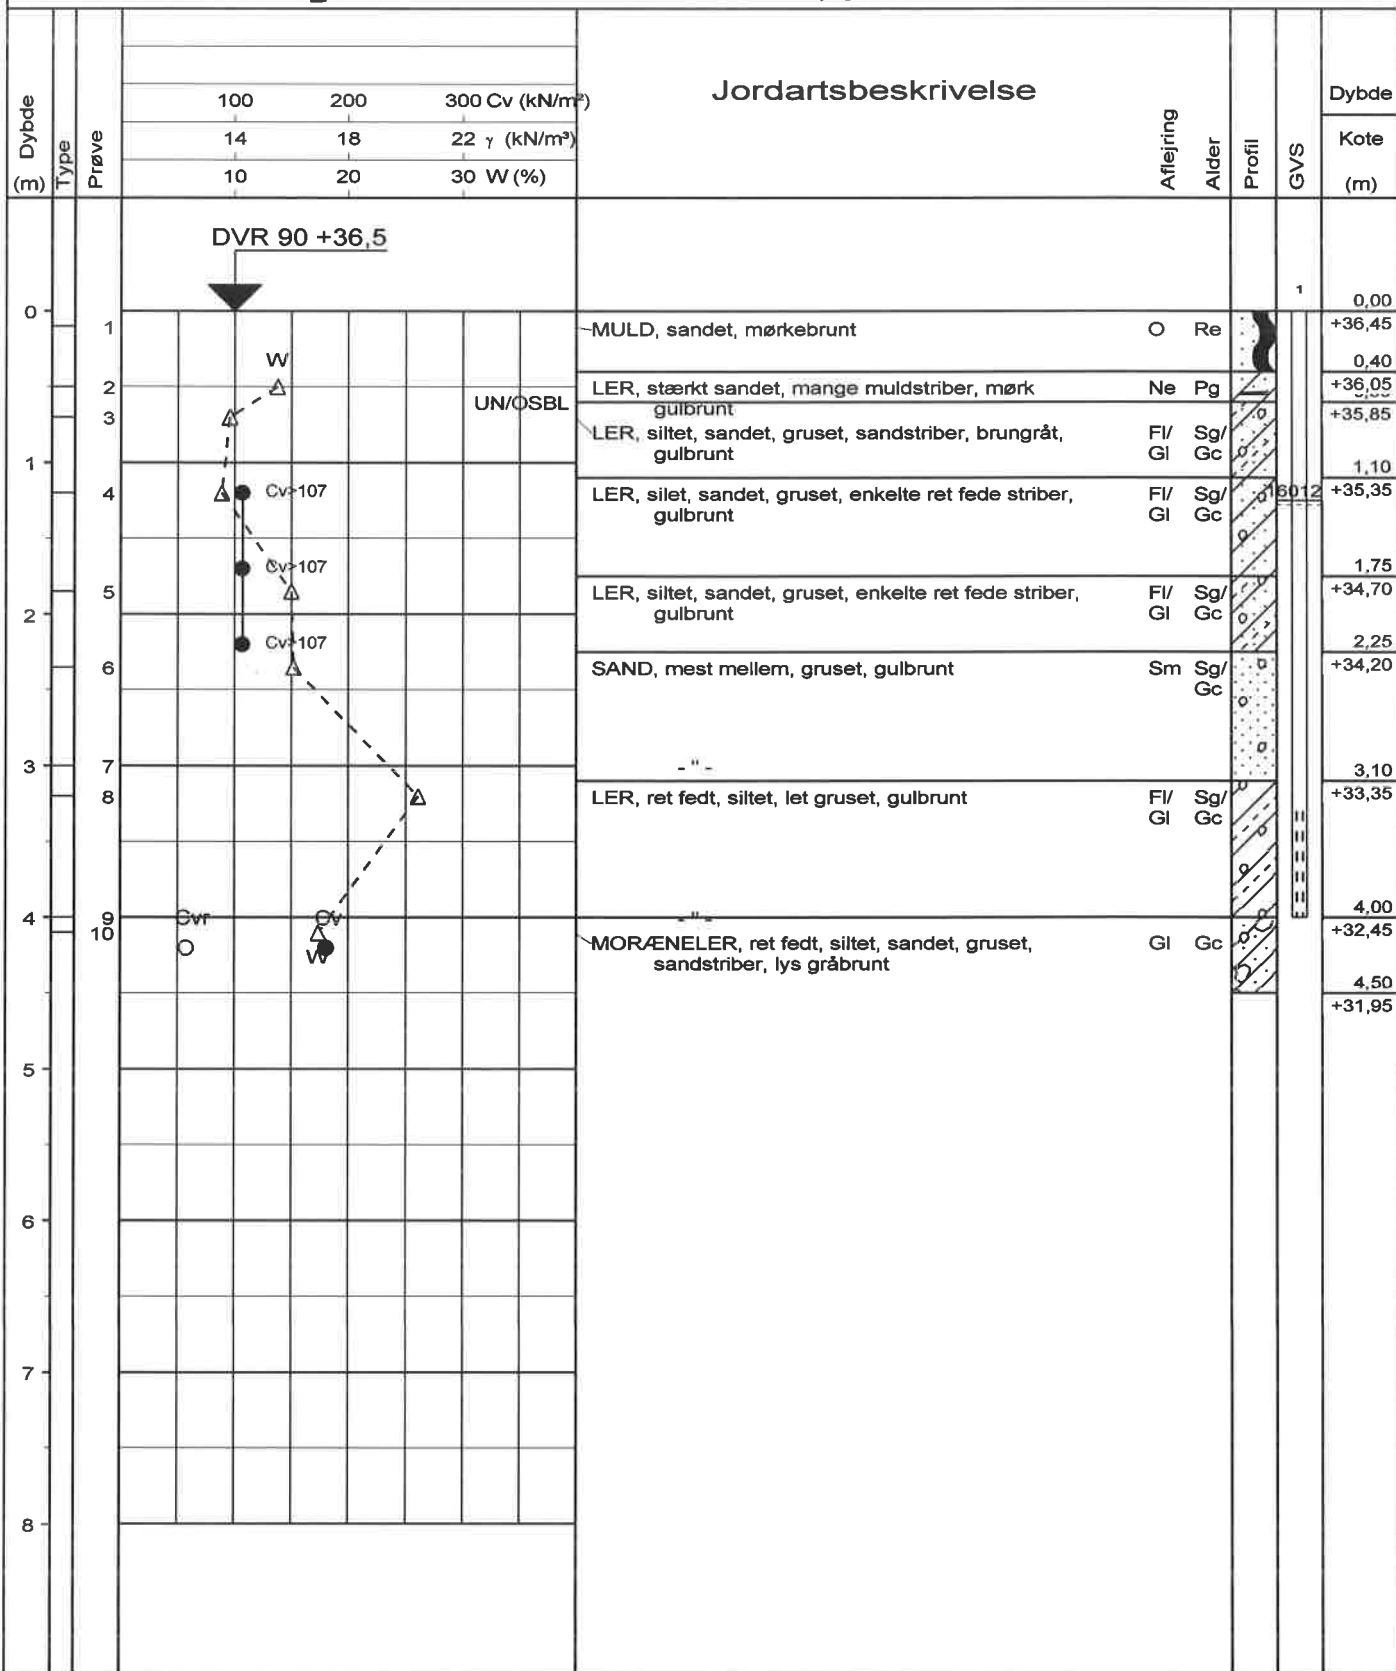 Jordartsbeskrivelse
Dybde
(m)
Type
Prøve
100 200 300 Cv (kN/m²)
14 18 22 γ (kN/m³)
10 20 30 W (%)
Aflejring
Alder
Profil
GVS
Dybde
Kote
(m)
DVR 90 +36,5
1
0,00
0
1 MULD, sandet, mørkebrunt O Re +36,45
W
0,40
2 LER, stærkt sandet, mange muldstriber, mørk Ne Pg +36,05
UN/OSBL
gulbrunt
3
+35,85
LER, siltet, sandet, gruset, sandstriber, brungråt, Fl/ Sg/
gulbrunt Gl Gc
1
1,10
4 Cv>107 LER, silet, sandet, gruset, enkelte ret fede striber, Fl/ Sg/ 16012 +35,35
gulbrunt Gl Gc
Cv>107
1,75
5 LER, siltet, sandet, gruset, enkelte ret fede striber, Fl/ Sg/ +34,70
gulbrunt Gl Gc
2
Cv>107
2,25
6 SAND, mest mellem, gruset, gulbrunt Sm Sg/ +34,20
Gc
3 7 - " -
3,10
8 LER, ret fedt, siltet, let gruset, gulbrunt Fl/ Sg/ +33,35
Gl Gc
4,00
4 9 Cvr Cv - " -
10
+32,45
W
MORÆNELER, ret fedt, siltet, sandet, gruset, Gl Gc
sandstriber, lys gråbrunt
4,50
+31,95
5
6
7
8